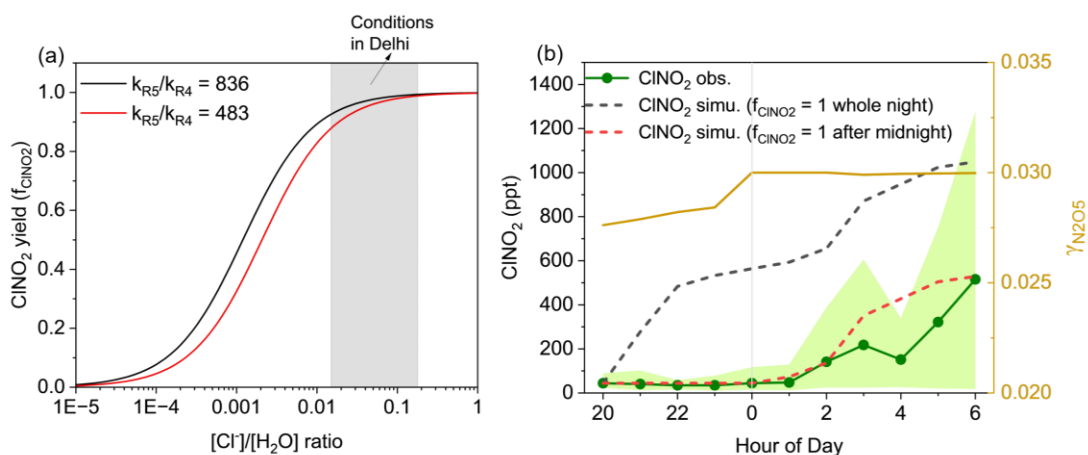 Conditions
in Delhi
(a)
k_R5/k_R4 = 836
k_R5/k_R4 = 483
ClNO₂ yield (f_ClNO2)
1.0
0.8
0.6
0.4
0.2
0.0
1E−5
1E−4
0.001
0.01
0.1
1
[Cl⁻]/[H₂O] ratio
(b)
ClNO₂ obs.
ClNO₂ simu. (f_ClNO2 = 1 whole night)
ClNO₂ simu. (f_ClNO2 = 1 after midnight)
ClNO₂ (ppt)
1400
1200
1000
800
600
400
200
0
20
22
0
2
4
6
Hour of Day
0.035
0.030
0.025
0.020
γ_N2O5